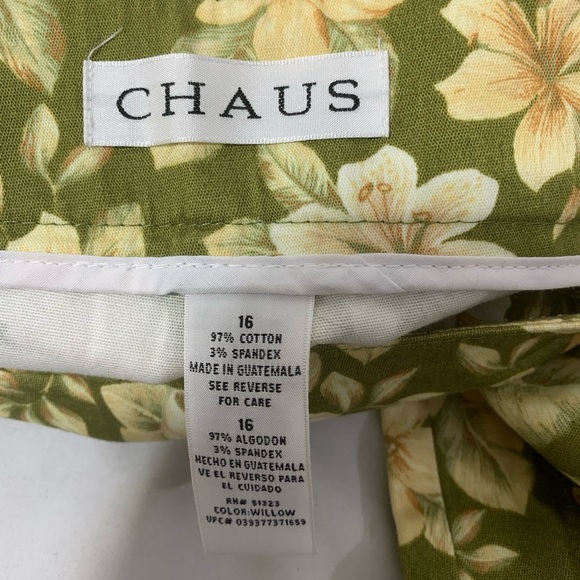 CHAUS
16
97% COTTON
3% SPANDEX
MADE IN GUATEMALA
SEE REVERSE
FOR CARE
16
97% ALGODON
3% SPANDEX
HECHO EN GUATEMALA
VE EL REVERSO PARA
EL CUIDADO
RN# 51323
COLOR:WILLOW
UPC# 039377371659